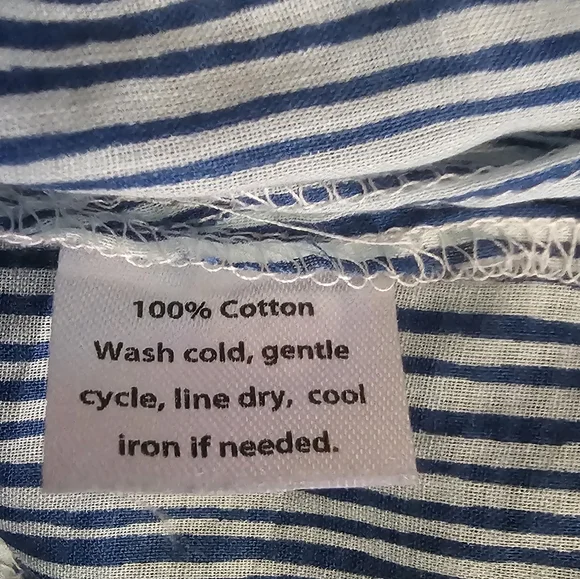 100% Cotton
Wash cold, gentle
cycle, line dry, cool
iron if needed.